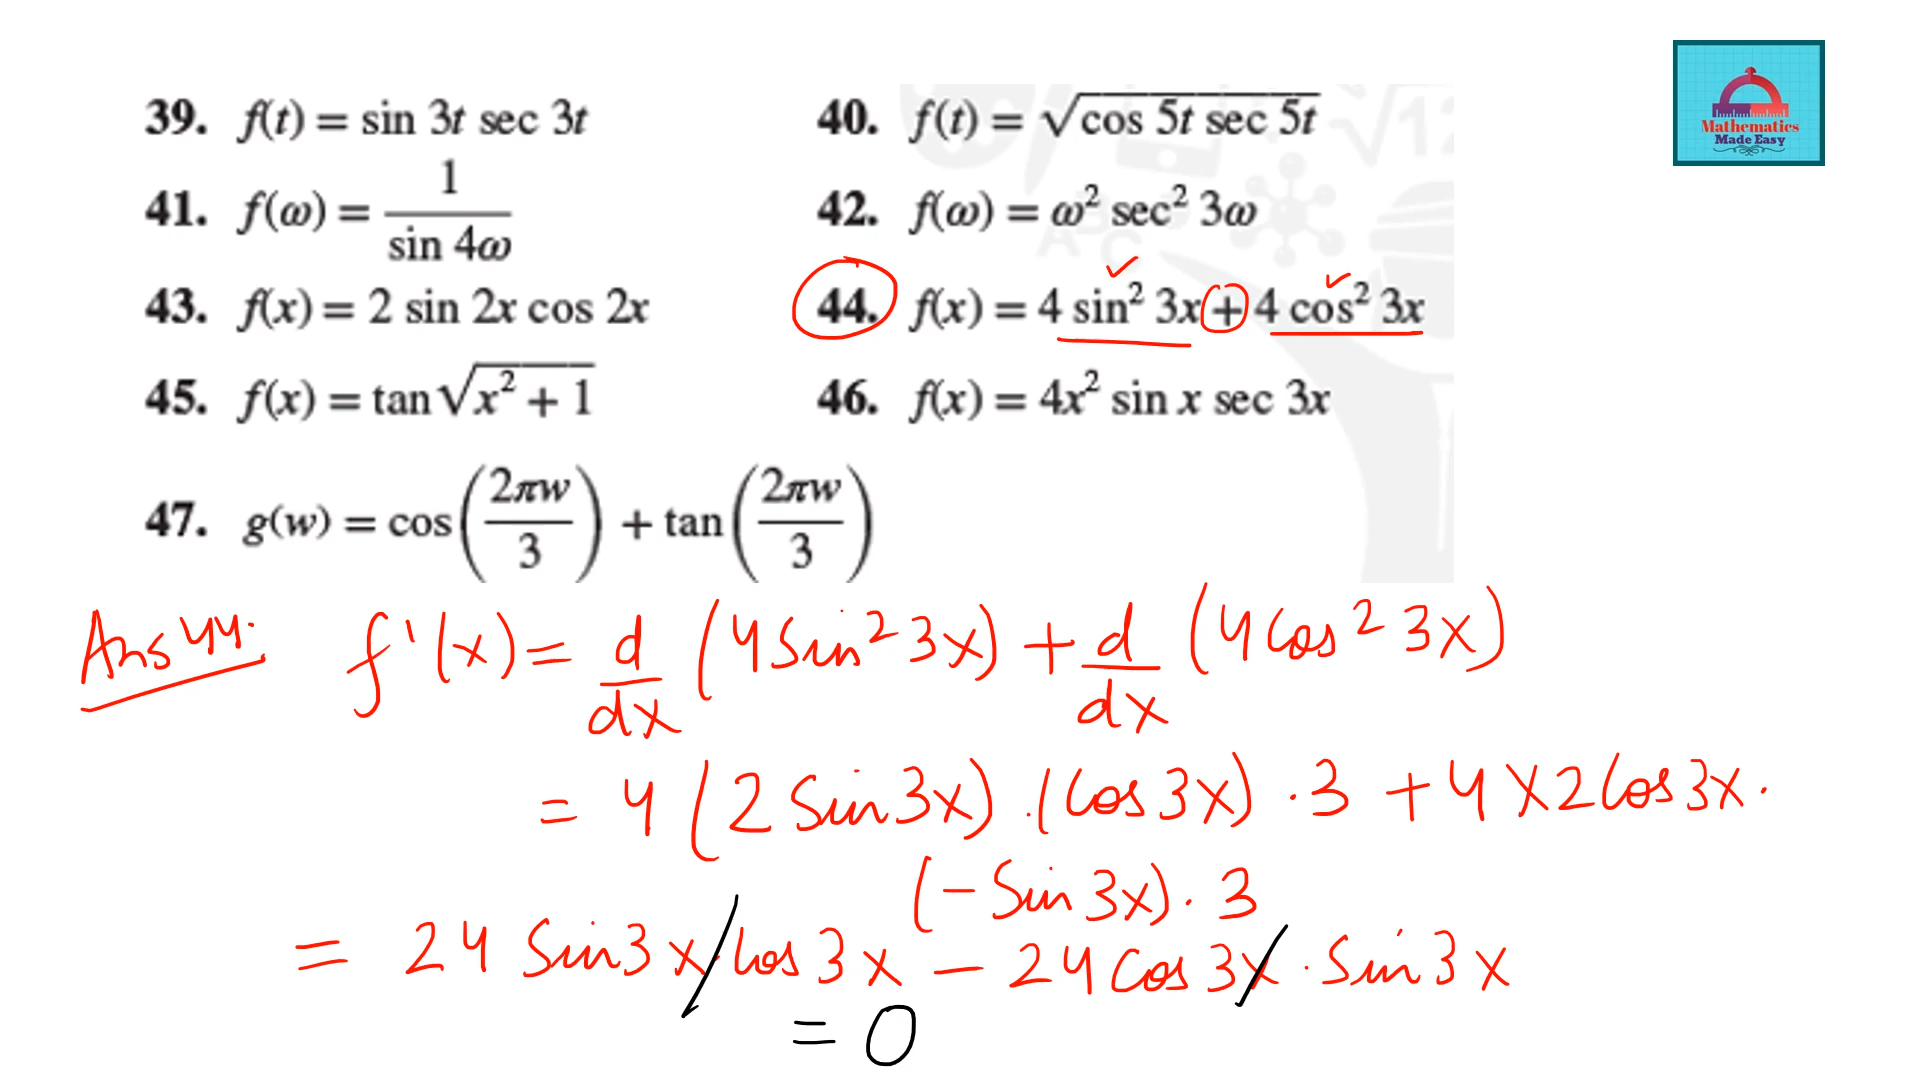 Mathematics
Made Easy
39. f(t) = sin 3t sec 3t
40. f(t) = √(cos 5t sec 5t)
41. f(ω) = 1/(sin 4ω)
42. f(ω) = ω² sec² 3ω
43. f(x) = 2 sin 2x cos 2x
44. f(x) = 4 sin² 3x + 4 cos² 3x
45. f(x) = tan √(x² + 1)
46. f(x) = 4x² sin x sec 3x
47. g(w) = cos(2πw/3) + tan(2πw/3)
Ans 44. f'(x) = d/dx (4 Sin² 3x) + d/dx (4 Cos² 3x)
= 4 (2 Sin 3x) . (Cos 3x) . 3 + 4 × 2 Cos 3x .
(- Sin 3x) . 3
= 24 Sin 3x Cos 3x - 24 Cos 3x . Sin 3x
= 0